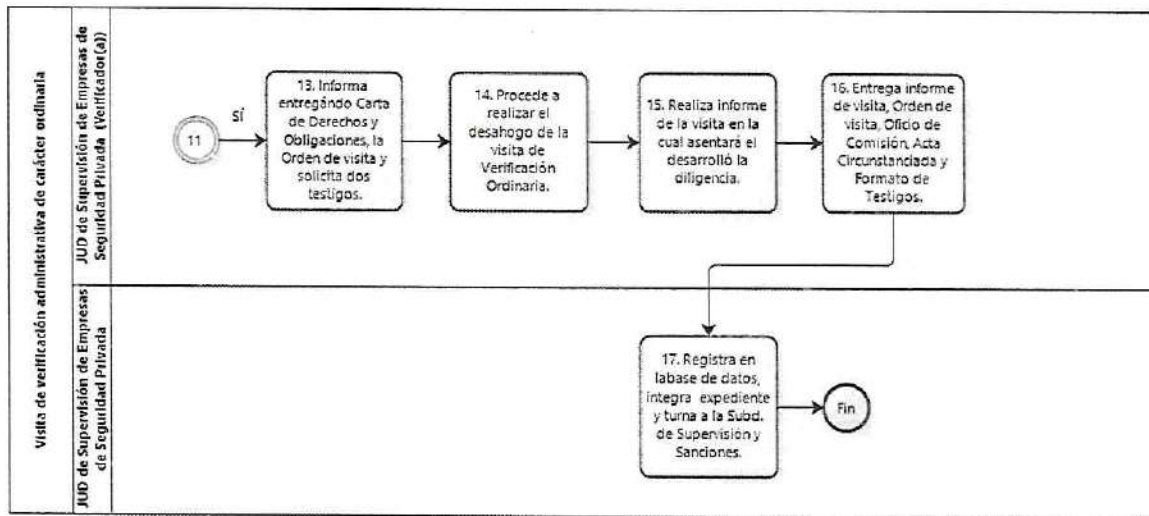 Visita de verificación administrativa de carácter ordinaria
JUD de Supervisión de Empresas de
Seguridad Privada (Verificador(a))
11
SÍ
13. Informa
entregándo Carta
de Derechos y
Obligaciones, la
Orden de visita y
solicita dos
testigos.
14. Procede a
realizar el
desahogo de la
visita de
Verificación
Ordinaria.
15. Realiza informe
de la visita en la
cual asentará el
desarrolló la
diligencia.
16. Entrega informe
de visita, Orden de
visita, Oficio de
Comisión, Acta
Circunstanciada y
Formato de
Testigos.
JUD de Supervisión de Empresas
de Seguridad Privada
17. Registra en
labase de datos,
integra expediente
y turna a la Subd.
de Supervisión y
Sanciones.
Fin